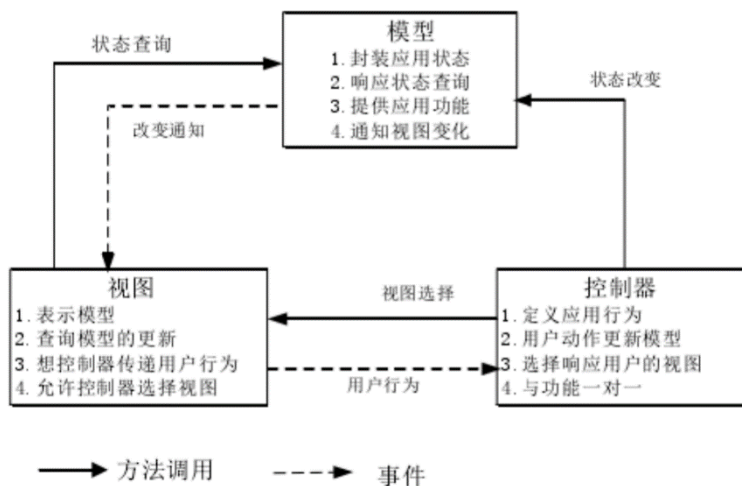 状态查询
模型
1. 封装应用状态
2. 响应状态查询
3. 提供应用功能
4. 通知视图变化
状态改变
改变通知
视图
1. 表示模型
2. 查询模型的更新
3. 想控制器传递用户行为
4. 允许控制器选择视图
视图选择
控制器
1. 定义应用行为
2. 用户动作更新模型
3. 选择响应用户的视图
4. 与功能一对一
用户行为
方法调用
事件